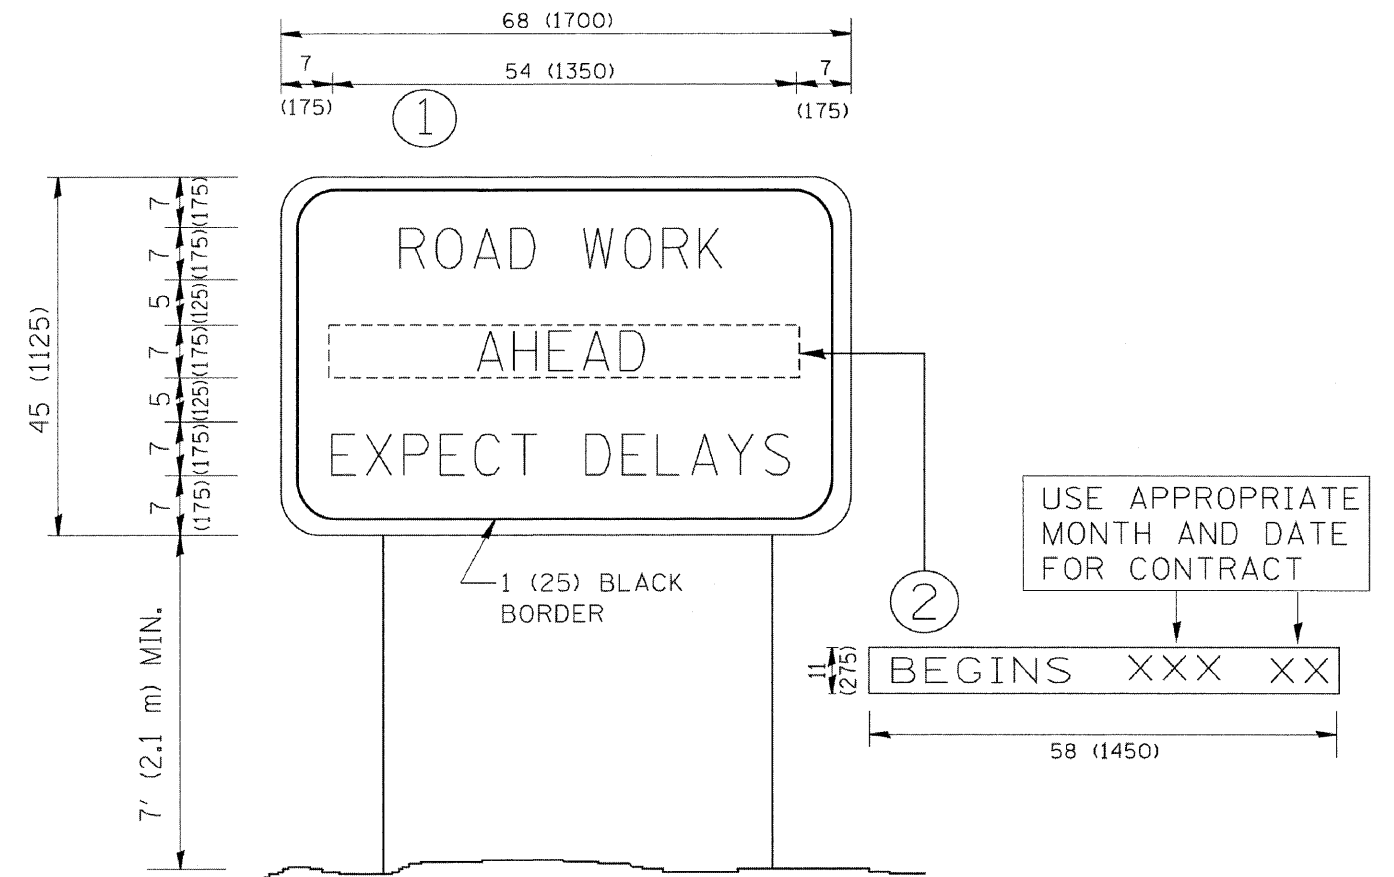 68 (1700)
7
54 (1350)
7
(175)
(175)
1
45 (1125)
7 (175)
7 (175)
5 (125)
7 (175)
5 (125)
7 (175)
7 (175)
ROAD WORK
AHEAD
EXPECT DELAYS
1 (25) BLACK
BORDER
7' (2.1 m) MIN.
USE APPROPRIATE
MONTH AND DATE
FOR CONTRACT
2
11
(275)
BEGINS XXX XX
58 (1450)